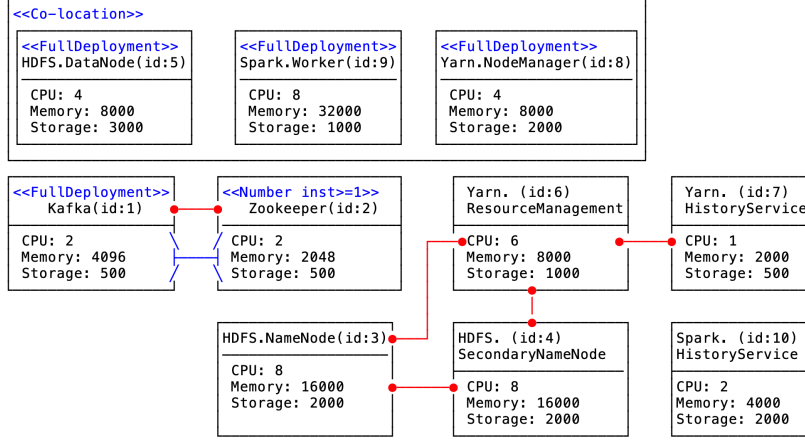 <<Co-location>>
<<FullDeployment>>
HDFS.DataNode(id:5)
CPU: 4
Memory: 8000
Storage: 3000
<<FullDeployment>>
Spark.Worker(id:9)
CPU: 8
Memory: 32000
Storage: 1000
<<FullDeployment>>
Yarn.NodeManager(id:8)
CPU: 4
Memory: 8000
Storage: 2000
<<FullDeployment>>
Kafka(id:1)
CPU: 2
Memory: 4096
Storage: 500
<<Number inst>=1>>
Zookeeper(id:2)
CPU: 2
Memory: 2048
Storage: 500
Yarn. (id:6)
ResourceManagement
CPU: 6
Memory: 8000
Storage: 1000
Yarn. (id:7)
HistoryService
CPU: 1
Memory: 2000
Storage: 500
HDFS.NameNode(id:3)
CPU: 8
Memory: 16000
Storage: 2000
HDFS. (id:4)
SecondaryNameNode
CPU: 8
Memory: 16000
Storage: 2000
Spark. (id:10)
HistoryService
CPU: 2
Memory: 4000
Storage: 2000